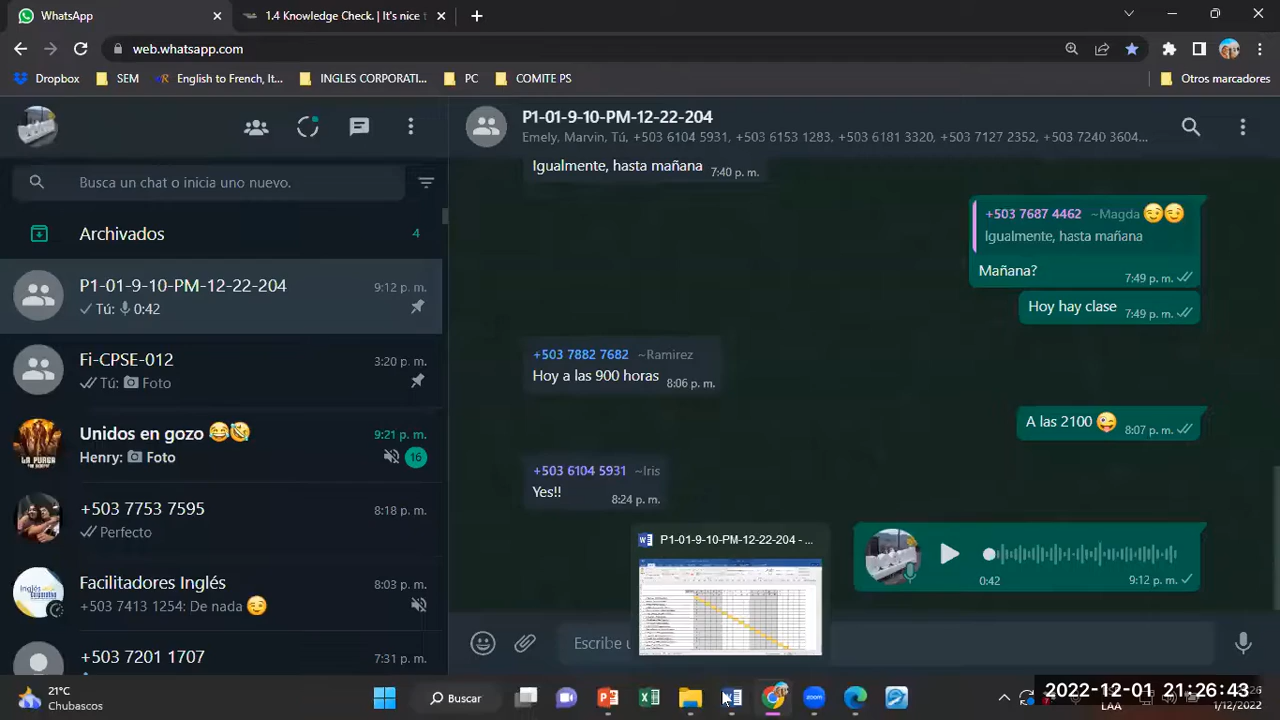 WhatsApp
1.4 Knowledge Check. | It's nice t
web.whatsapp.com
Dropbox
SEM
English to French, It...
INGLES CORPORATI...
PC
COMITE PS
Otros marcadores
P1-01-9-10-PM-12-22-204
Emely, Marvin, Tú, +503 6104 5931, +503 6153 1283, +503 6181 3320, +503 7127 2352, +503 7240 3604...
Busca un chat o inicia uno nuevo.
Archivados
4
P1-01-9-10-PM-12-22-204
9:12 p. m.
Tú: 0:42
Fi-CPSE-012
3:20 p. m.
Tú: Foto
Unidos en gozo 😂🤣
9:21 p. m.
Henry: Foto
16
+503 7753 7595
8:18 p. m.
Perfecto
Facilitadores Inglés
De nada 😉
+503 7201 1707
7:31 p. m.
Igualmente, hasta mañana
7:40 p. m.
+503 7687 4462 ~Magda 😏😏
Igualmente, hasta mañana
Mañana?
7:49 p. m.
Hoy hay clase
7:49 p. m.
+503 7882 7682 ~Ramirez
Hoy a las 900 horas
8:06 p. m.
A las 2100 😉
8:07 p. m.
+503 6104 5931 ~Iris
Yes!!
8:24 p. m.
P1-01-9-10-PM-12-22-204 - ...
0:42
9:12 p. m.
Escribe u
21°C
Chubascos
Buscar
LAA
2022-12-01 21:26:43
1/12/2022